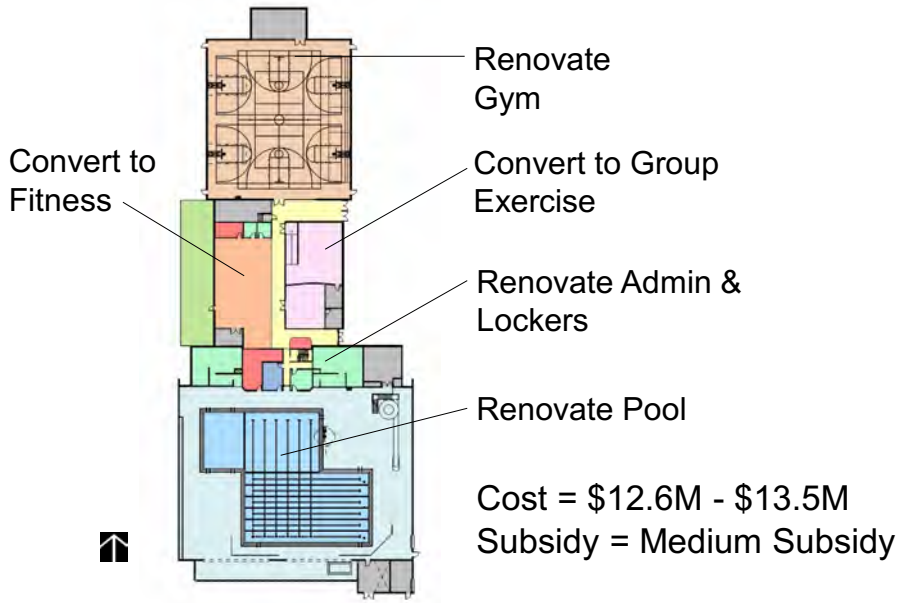 Renovate
Gym
Convert to
Fitness
Convert to Group
Exercise
Renovate Admin &
Lockers
Renovate Pool
Cost = $12.6M - $13.5M
Subsidy = Medium Subsidy